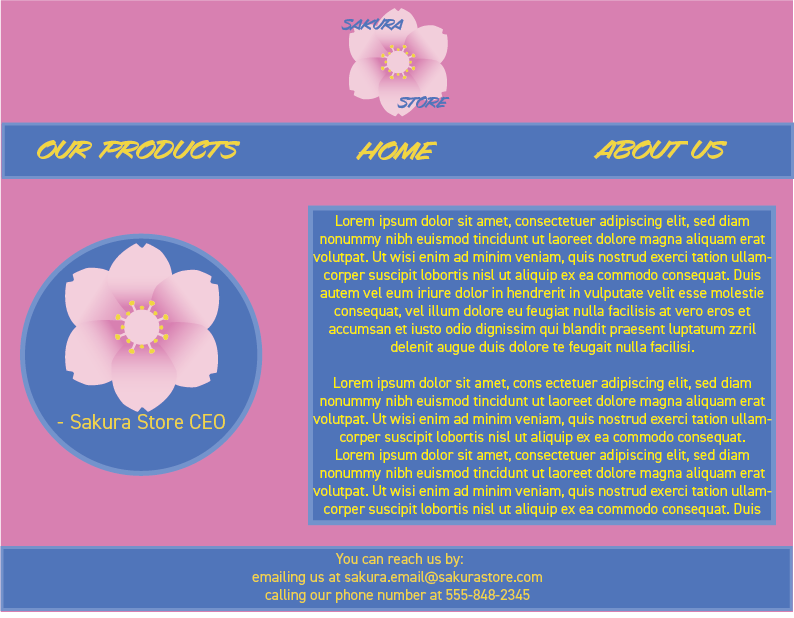 SAKURA
STORE
OUR PRODUCTS
HOME
ABOUT US
- Sakura Store CEO
Lorem ipsum dolor sit amet, consectetuer adipiscing elit, sed diam
nonummy nibh euismod tincidunt ut laoreet dolore magna aliquam erat
volutpat. Ut wisi enim ad minim veniam, quis nostrud exerci tation ullam-
corper suscipit lobortis nisl ut aliquip ex ea commodo consequat. Duis
autem vel eum iriure dolor in hendrerit in vulputate velit esse molestie
consequat, vel illum dolore eu feugiat nulla facilisis at vero eros et
accumsan et iusto odio dignissim qui blandit praesent luptatum zzril
delenit augue duis dolore te feugait nulla facilisi.
Lorem ipsum dolor sit amet, cons ectetuer adipiscing elit, sed diam
nonummy nibh euismod tincidunt ut laoreet dolore magna aliquam erat
volutpat. Ut wisi enim ad minim veniam, quis nostrud exerci tation ullam-
corper suscipit lobortis nisl ut aliquip ex ea commodo consequat.
Lorem ipsum dolor sit amet, consectetuer adipiscing elit, sed diam
nonummy nibh euismod tincidunt ut laoreet dolore magna aliquam erat
volutpat. Ut wisi enim ad minim veniam, quis nostrud exerci tation ullam-
corper suscipit lobortis nisl ut aliquip ex ea commodo consequat. Duis
You can reach us by:
emailing us at sakura.email@sakurastore.com
calling our phone number at 555-848-2345